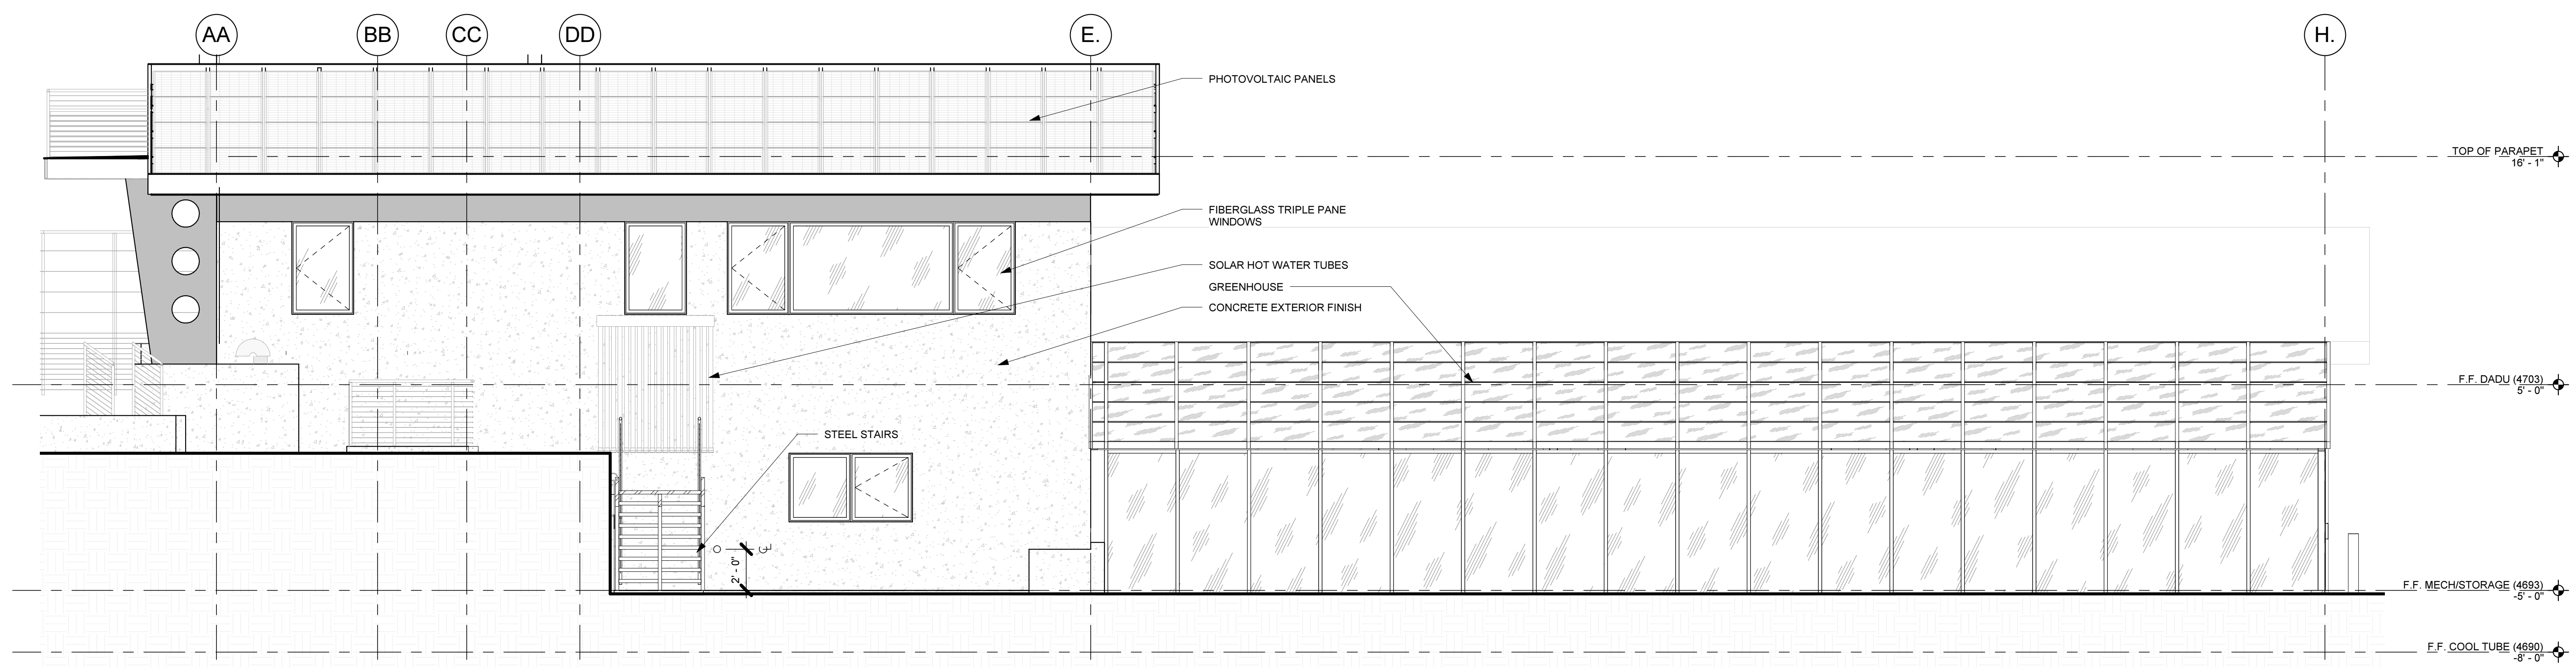 AA
BB
CC
DD
E.
H.
PHOTOVOLTAIC PANELS
TOP OF PARAPET
16' - 1"
FIBERGLASS TRIPLE PANE
WINDOWS
SOLAR HOT WATER TUBES
GREENHOUSE
CONCRETE EXTERIOR FINISH
F.F. DADU (4703)
5' - 0"
STEEL STAIRS
2' - 0"
F.F. MECH/STORAGE (4693)
-5' - 0"
F.F. COOL TUBE (4690)
-8' - 0"